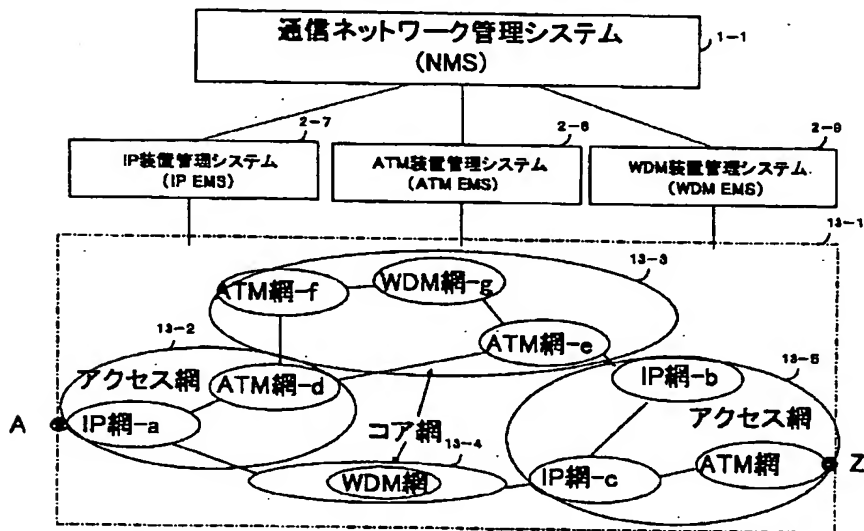 通信ネットワーク管理システム
(NMS)
1-1
2-7
2-8
2-9
IP装置管理システム
(IP EMS)
ATM装置管理システム
(ATM EMS)
WDM装置管理システム
(WDM EMS)
13-1
13-3
ATM網-f
WDM網-g
13-2
ATM網-e
13-5
アクセス網
ATM網-d
IP網-b
A
IP網-a
コア網
アクセス網
13-4
WDM網
IP網-c
ATM網
Z